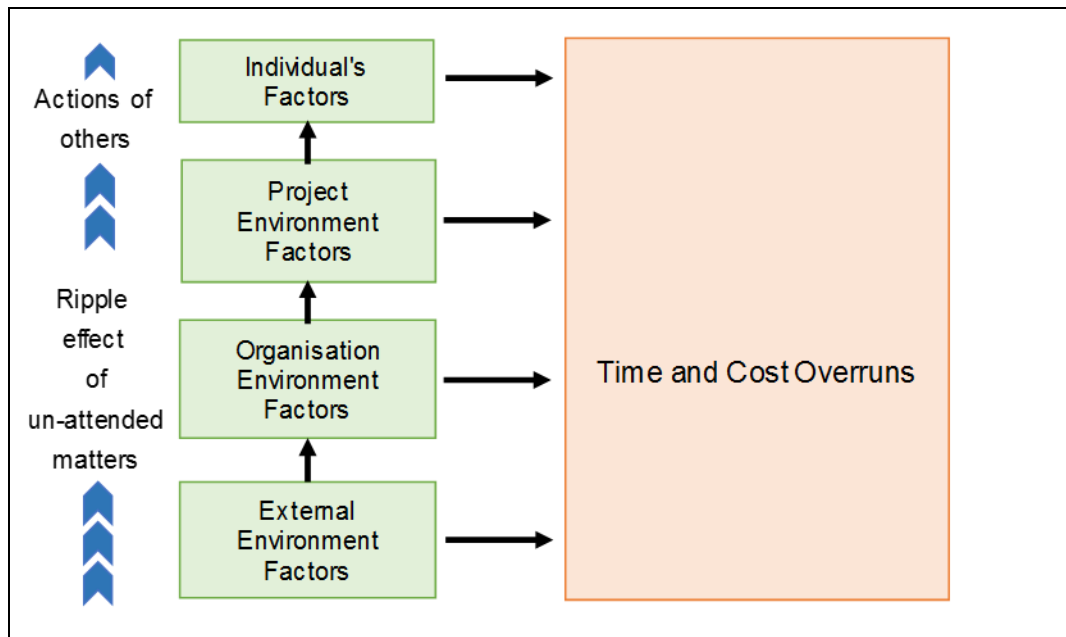 Actions of
others
Ripple
effect
of
un-attended
matters
Individual's
Factors
Project
Environment
Factors
Organisation
Environment
Factors
External
Environment
Factors
Time and Cost Overruns